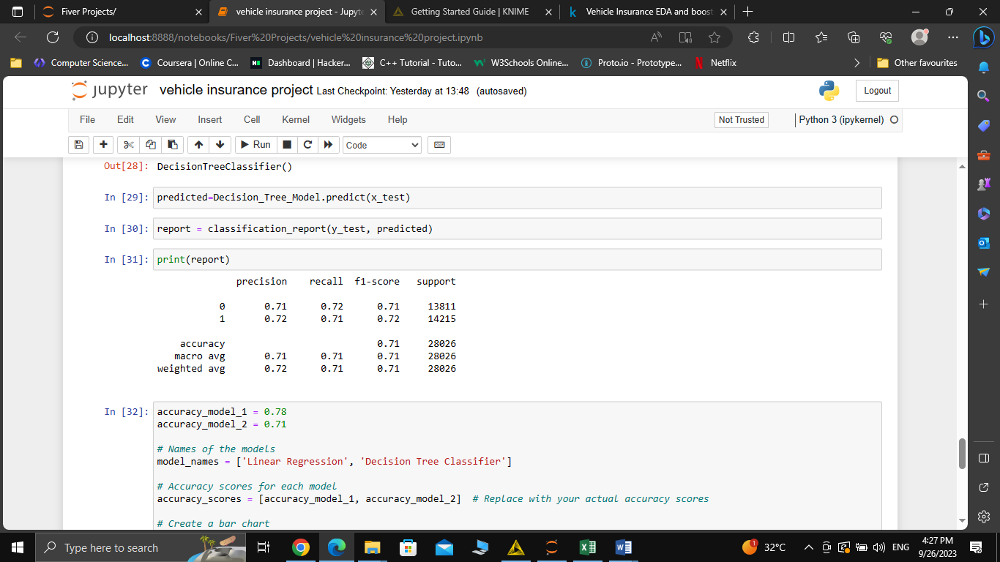 Fiver Projects/
vehicle insurance project - Jupyte
Getting Started Guide | KNIME
Vehicle Insurance EDA and boost
localhost:8888/notebooks/Fiver%20Projects/vehicle%20insurance%20project.ipynb
Computer Science...
Coursera | Online C...
Dashboard | Hacker...
C++ Tutorial - Tuto...
W3Schools Online...
Proto.io - Prototype...
Netflix
Other favourites
jupyter vehicle insurance project Last Checkpoint: Yesterday at 13:48 (autosaved)
Logout
File Edit View Insert Cell Kernel Widgets Help
Not Trusted
Python 3 (ipykernel)
Run
Code
Out[28]: DecisionTreeClassifier()
In [29]: predicted=Decision_Tree_Model.predict(x_test)
In [30]: report = classification_report(y_test, predicted)
In [31]: print(report)
precision recall f1-score support
0 0.71 0.72 0.71 13811
1 0.72 0.71 0.72 14215
accuracy 0.71 28026
macro avg 0.71 0.71 0.71 28026
weighted avg 0.72 0.71 0.71 28026
In [32]: accuracy_model_1 = 0.78
accuracy_model_2 = 0.71
# Names of the models
model_names = ['Linear Regression', 'Decision Tree Classifier']
# Accuracy scores for each model
accuracy_scores = [accuracy_model_1, accuracy_model_2]  # Replace with your actual accuracy scores
# Create a bar chart
Type here to search
1
32°C
ENG
4:27 PM
9/26/2023